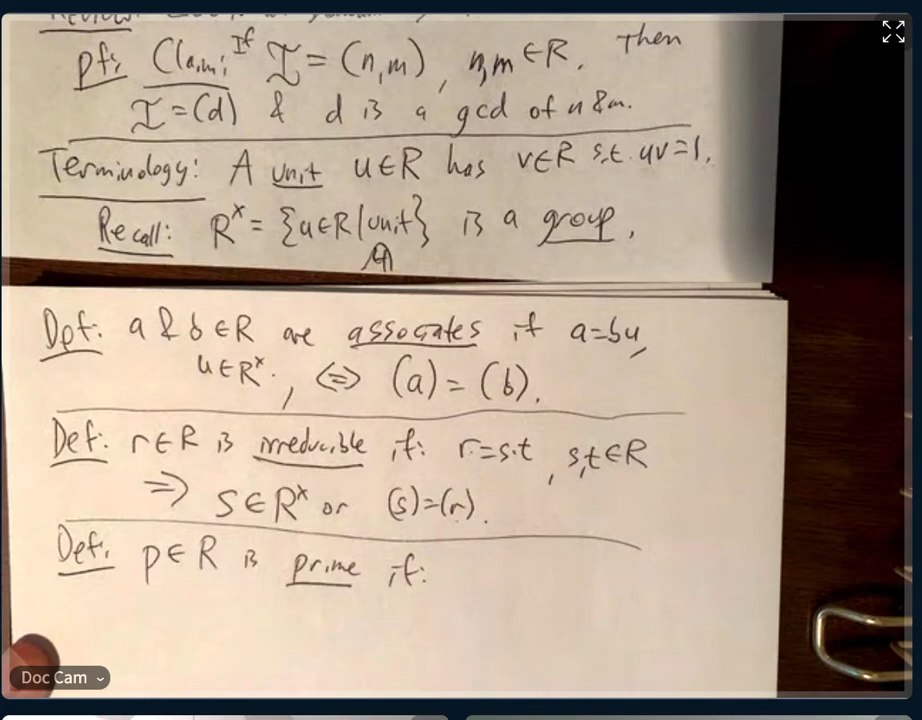 pf: Claim: If I = (n,m), n,m ∈ R. Then
I = (d) & d is a gcd of n & m.
Terminology: A unit u ∈ R has v ∈ R s.t. uv = 1.
Recall: R^x = {u ∈ R | unit} is a group.
Def: a & b ∈ R are associates if a = bu,
u ∈ R^x. , ⇔ (a) = (b).
Def: r ∈ R is irreducible if: r = s.t , s,t ∈ R
⇒ s ∈ R^x or (s) = (r).
Def: p ∈ R is prime if:
Doc Cam